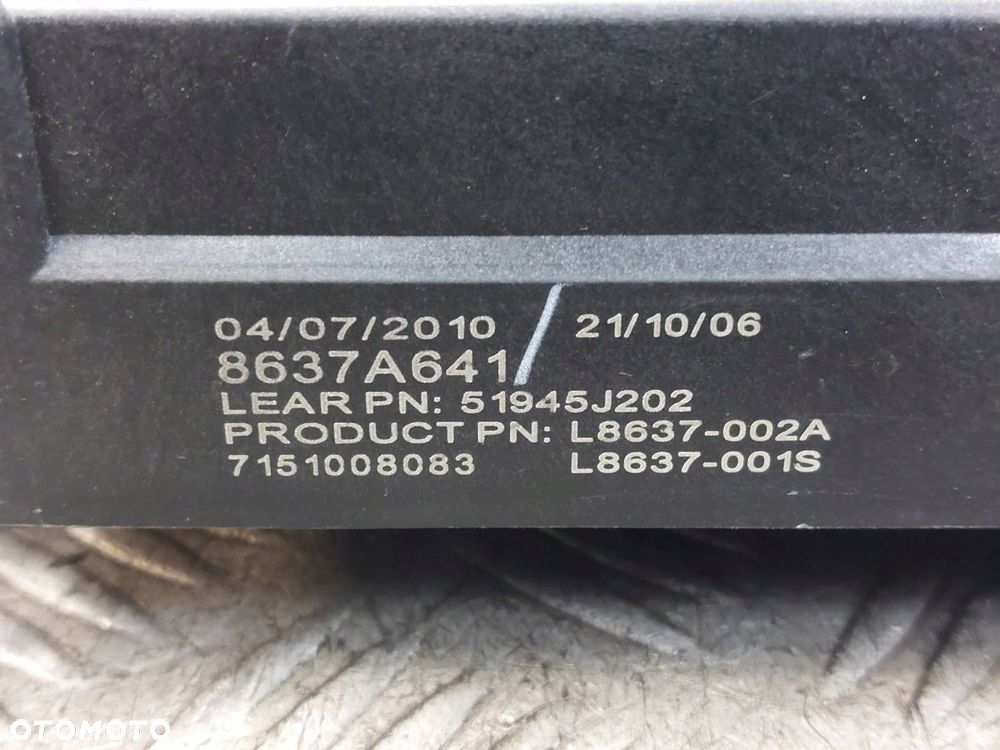 04/07/2010 21/10/06
8637A641
LEAR PN: 51945J202
PRODUCT PN: L8637-002A
7151008083 L8637-001S
OTOMOTO